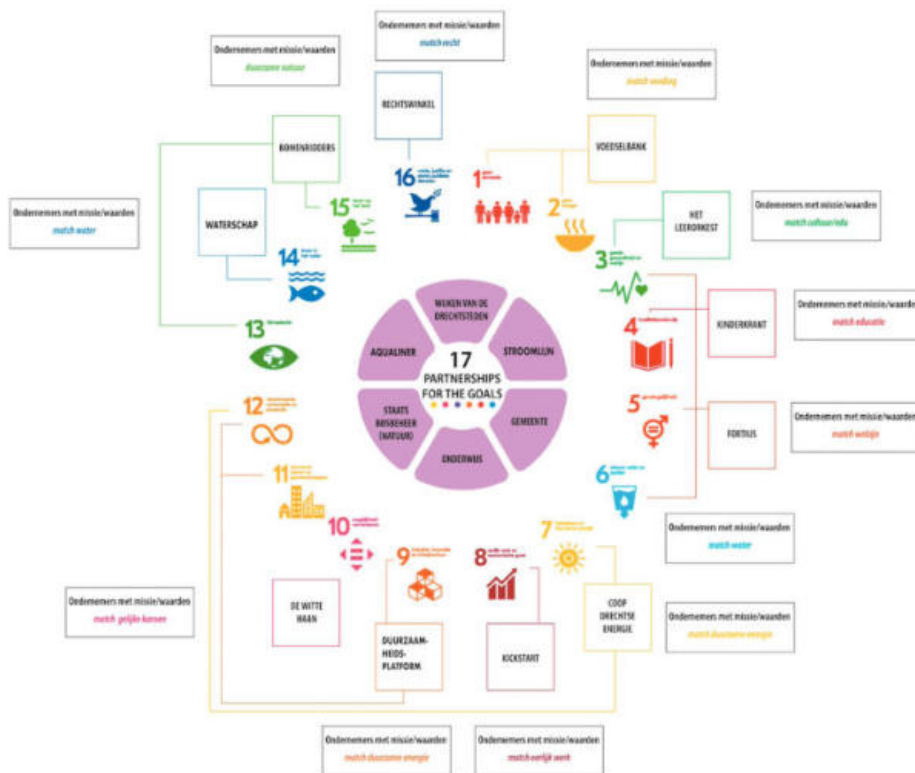 Ondernemers met missie/waarden
match recht
Ondernemers met missie/waarden
duurzame natuur
Ondernemers met missie/waarden
match voeding
RECHTSWINKEL
BOMENRIDDERS
VOEDSELBANK
16
1
2
15
Ondernemers met missie/waarden
match water
WATERSCHAP
HET
LEERORKEST
Ondernemers met missie/waarden
match cultuur/edu
14
3
13
WIJKEN VAN DE
DRECHTSTEDEN
AQUALINER
STROOMLIJN
17
PARTNERSHIPS
FOR THE GOALS
STAATS
BOSBEHEER
(NATUUR)
GEMEENTE
ONDERWIJS
4
KINDERKRANT
Ondernemers met missie/waarden
match educatie
12
5
FORTIUS
Ondernemers met missie/waarden
match welzijn
11
6
10
9
8
7
Ondernemers met missie/waarden
match water
Ondernemers met missie/waarden
match gelijke kansen
DE WITTE
HAAN
DUURZAAM-
HEIDS-
PLATFORM
KICKSTART
COOP
DRECHTSE
ENERGIE
Ondernemers met missie/waarden
match duurzame energie
Ondernemers met missie/waarden
match duurzame energie
Ondernemers met missie/waarden
match eerlijk werk